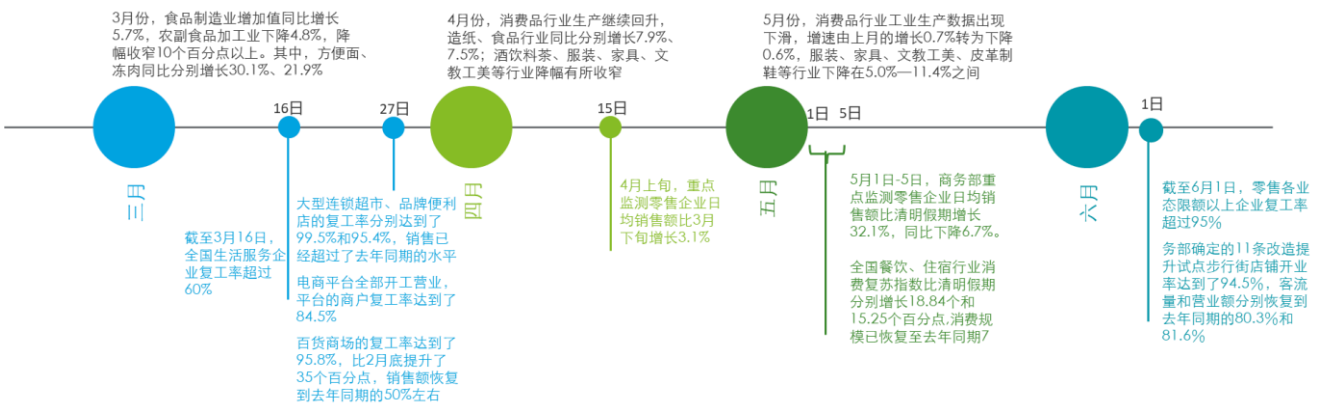 3月份，食品制造业增加值同比增长
5.7%，农副食品加工业下降4.8%，降
幅收窄10个百分点以上。其中，方便面、
冻肉同比分别增长30.1%、21.9%
4月份，消费品行业生产继续回升，
造纸、食品行业同比分别增长7.9%、
7.5%；酒饮料茶、服装、家具、文
教工美等行业降幅有所收窄
5月份，消费品行业工业生产数据出现
下滑，增速由上月的增长0.7%转为下降
0.6%，服装、家具、文教工美、皮革制
鞋等行业下降在5.0%—11.4%之间
16日
27日
15日
1日
5日
1日
三月
四月
五月
六月
截至3月16日，
全国生活服务企
业复工率超过
60%
大型连锁超市、品牌便利
店的复工率分别达到了
99.5%和95.4%，销售已
经超过了去年同期的水平
电商平台全部开工营业，
平台的商户复工率达到了
84.5%
百货商场的复工率达到了
95.8%，比2月底提升了
35个百分点，销售额恢复
到去年同期的50%左右
4月上旬，重点
监测零售企业日
均销售额比3月
下旬增长3.1%
5月1日-5日，商务部重
点监测零售企业日均销
售额比清明假期增长
32.1%，同比下降6.7%。
全国餐饮、住宿行业消
费复苏指数比清明假期
分别增长18.84个和
15.25个百分点,消费规
模已恢复至去年同期7
截至6月1日，零售各业
态限额以上企业复工率
超过95%
务部确定的11条改造提
升试点步行街店铺开业
率达到了94.5%，客流
量和营业额分别恢复到
去年同期的80.3%和
81.6%